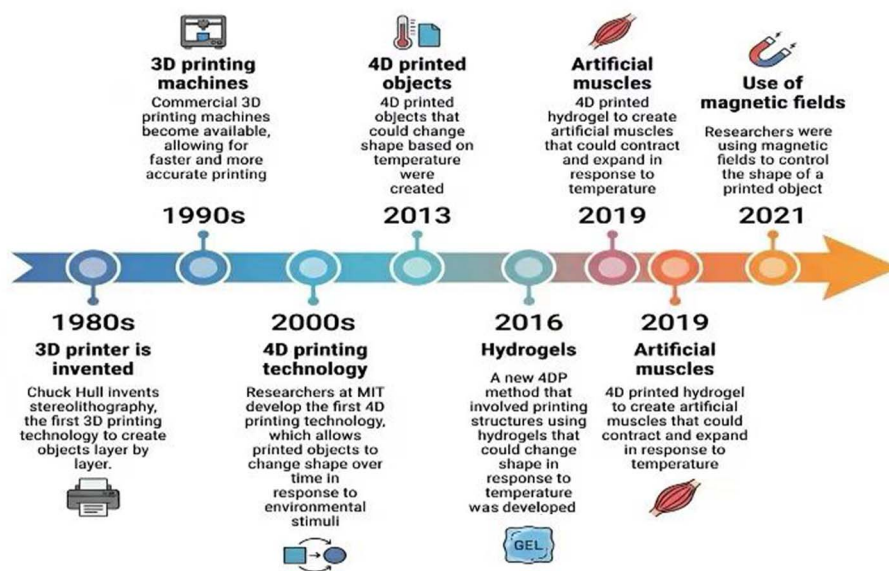 3D printing
machines
Commercial 3D
printing machines
become available,
allowing for
faster and more
accurate printing
1990s
4D printed
objects
4D printed
objects that
could change
shape based on
temperature
were
created
2013
Artificial
muscles
4D printed
hydrogel to create
artificial muscles
that could contract
and expand in
response to
temperature
2019
Use of
magnetic fields
Researchers were
using magnetic
fields to control
the shape of a
printed object
2021
1980s
3D printer is
invented
Chuck Hull invents
stereolithography,
the first 3D printing
technology to create
objects layer by
layer.
2000s
4D printing
technology
Researchers at MIT
develop the first 4D
printing technology,
which allows
printed objects to
change shape over
time in
response to
environmental
stimuli
2016
Hydrogels
A new 4DP
method that
involved printing
structures using
hydrogels that
could change
shape in
response to
temperature
was developed
GEL
2019
Artificial
muscles
4D printed hydrogel
to create artificial
muscles that could
contract and expand
in response to
temperature